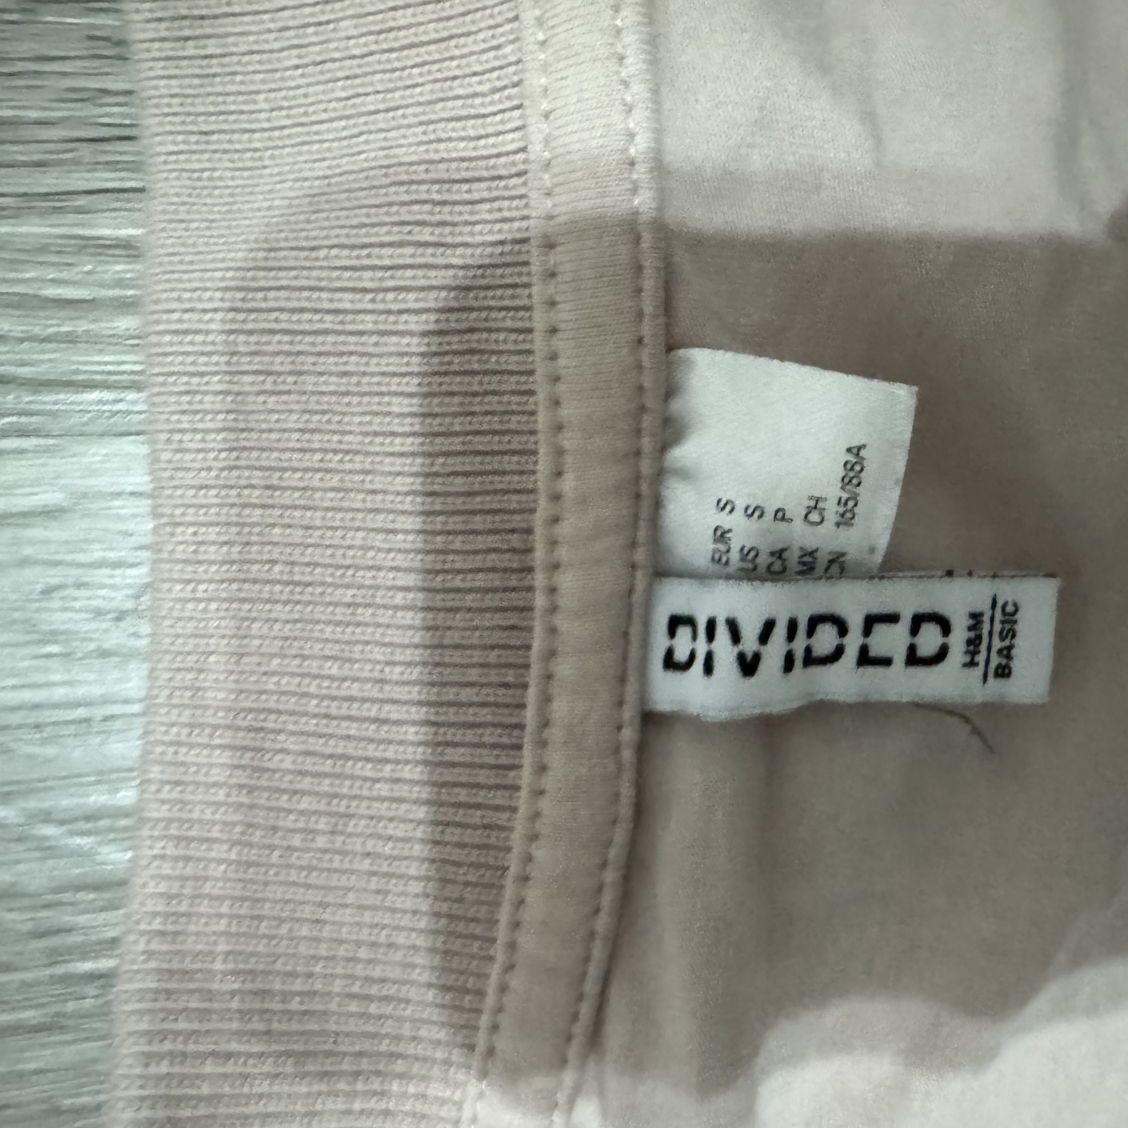 EUR S
US S
CA P
MX CH
CN 165/88A
DIVIDED
H&M
BASIC